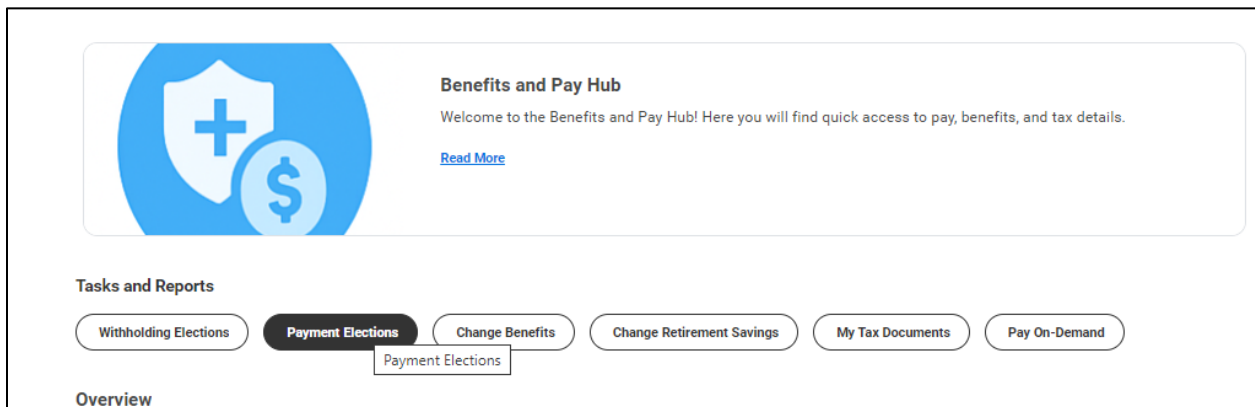 Benefits and Pay Hub
Welcome to the Benefits and Pay Hub! Here you will find quick access to pay, benefits, and tax details.
Read More
Tasks and Reports
Withholding Elections Payment Elections Change Benefits Change Retirement Savings My Tax Documents Pay On-Demand
Payment Elections
Overview